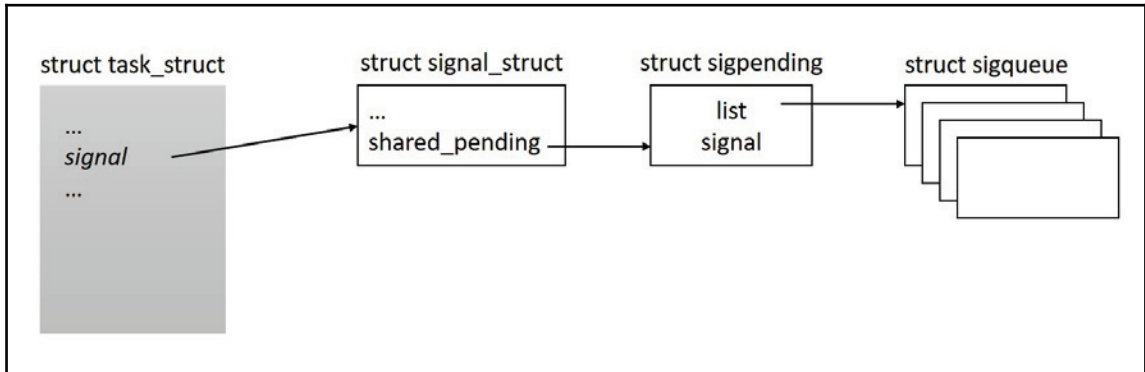 struct task_struct
...
signal
...
struct signal_struct
...
shared_pending
struct sigpending
list
signal
struct sigqueue